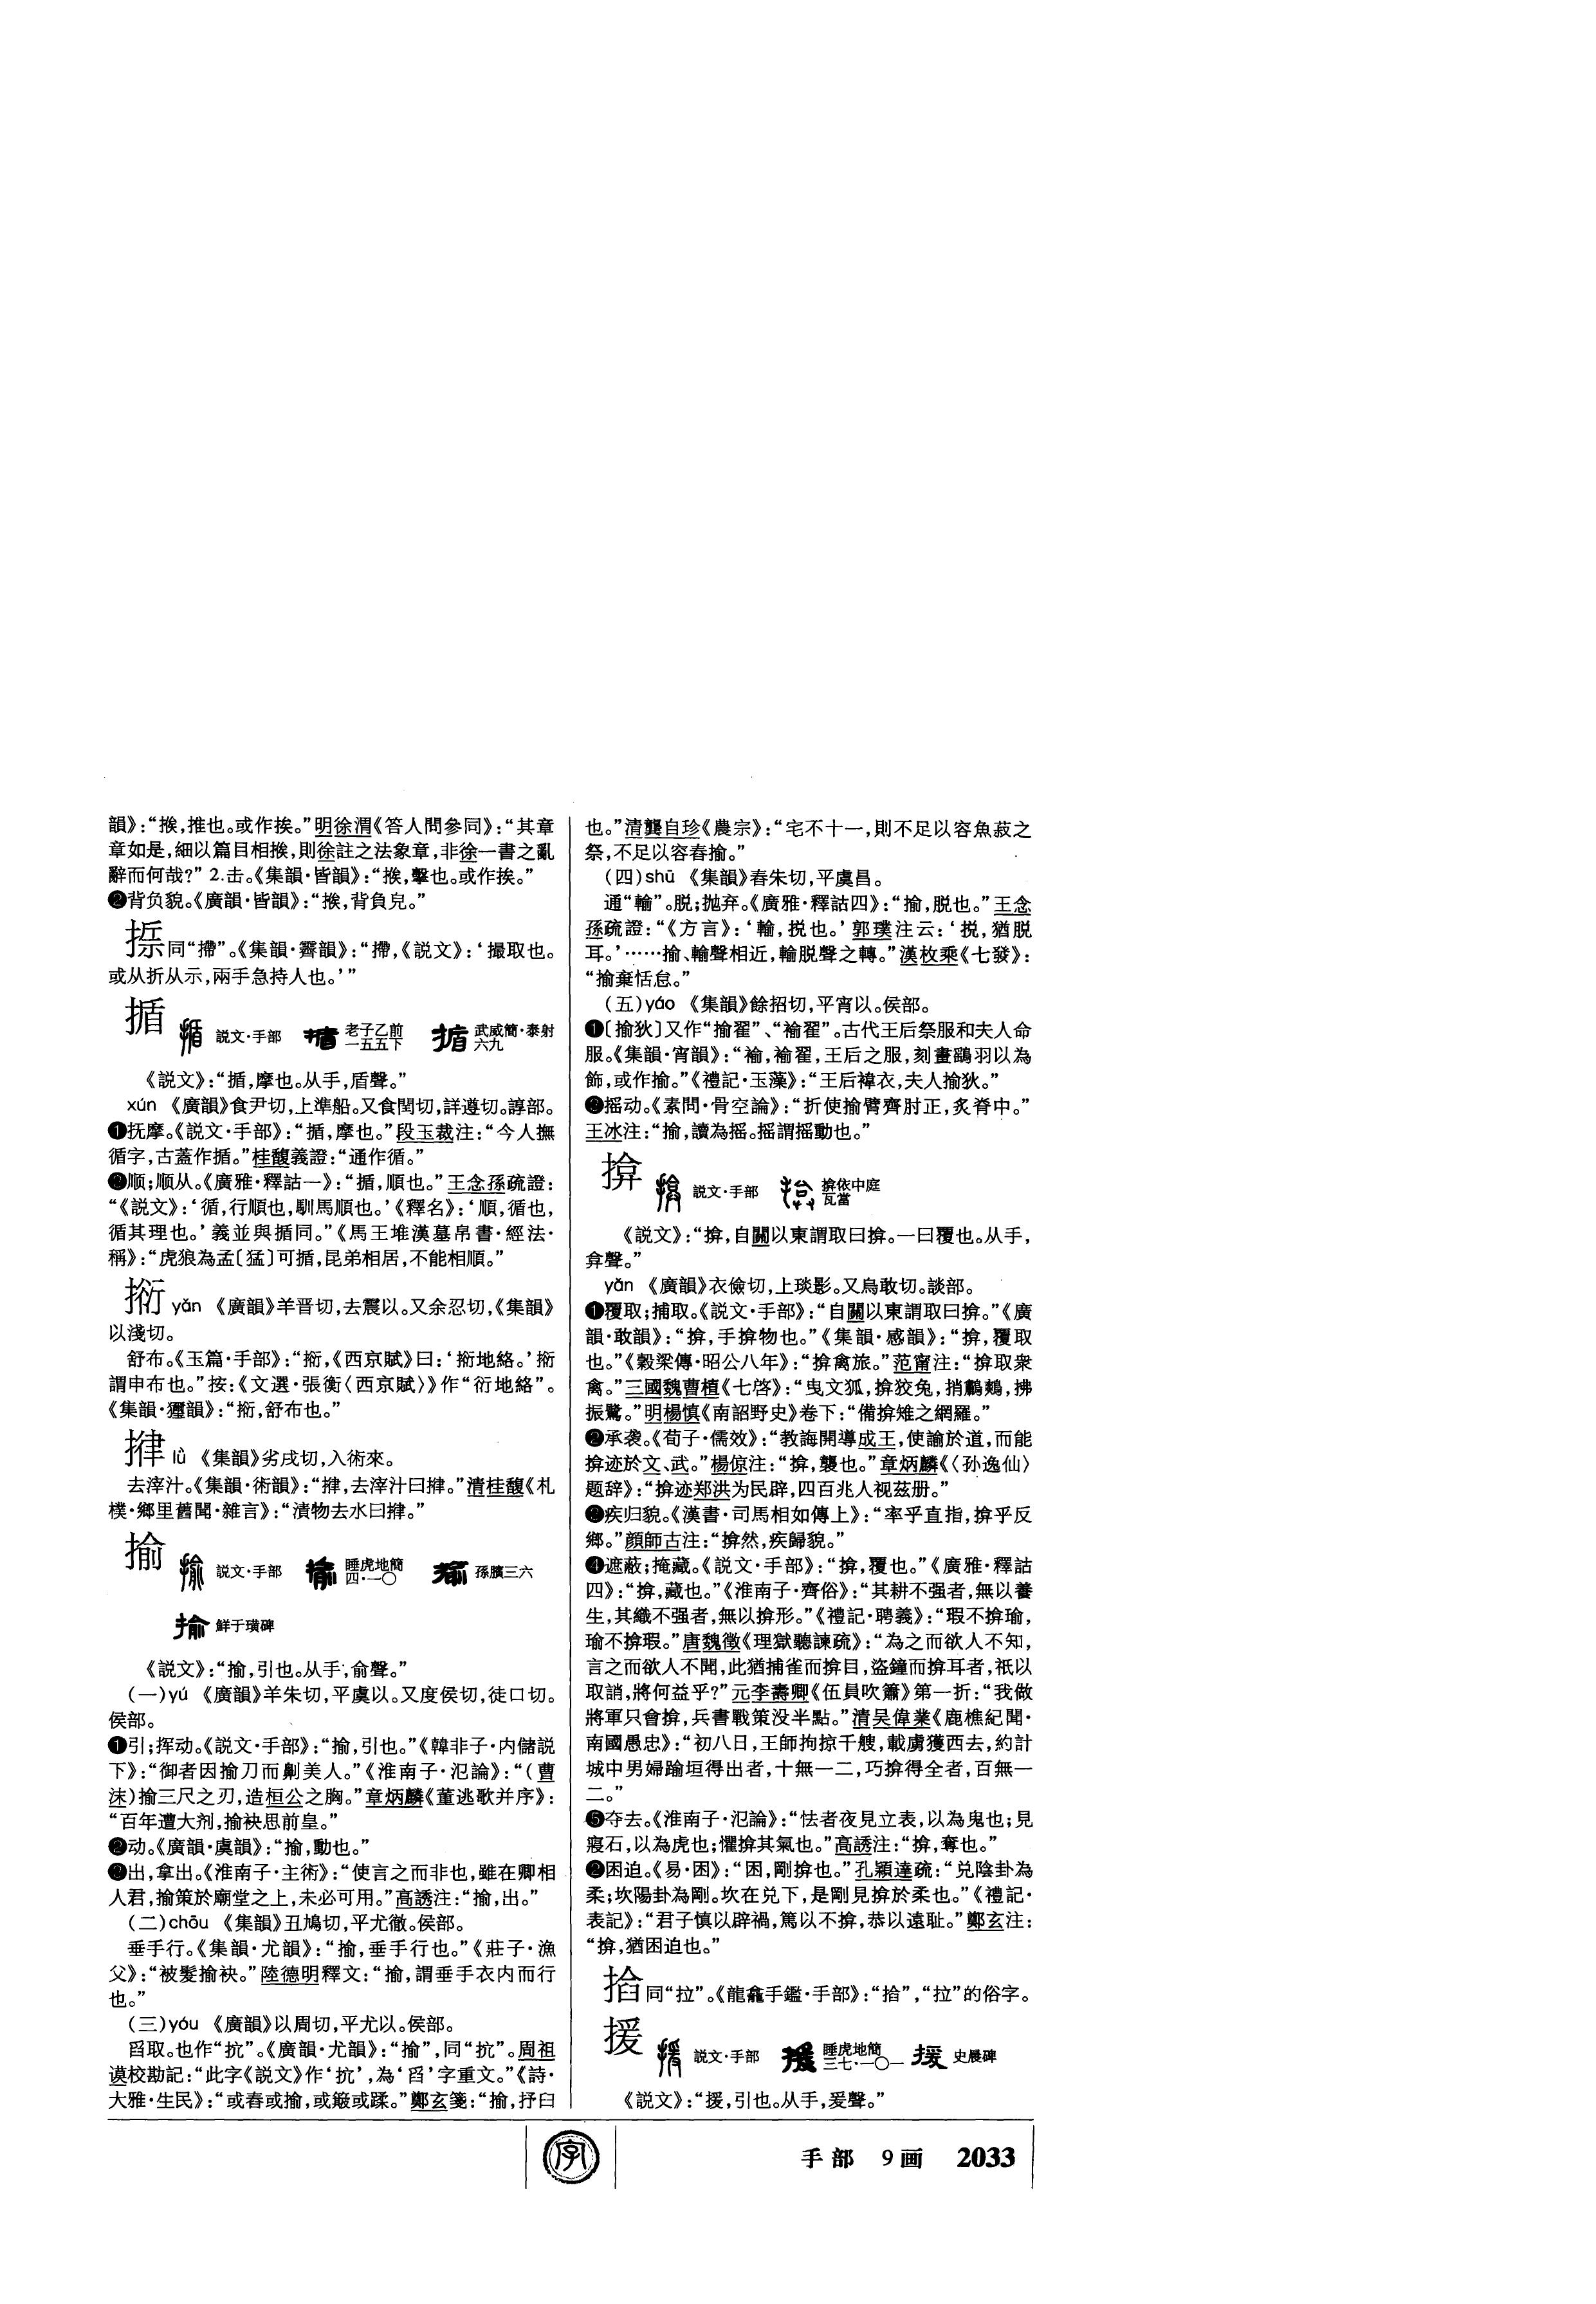 韻》：“㨟，推也。或作挨。”明徐渭《答人問參同》：“其章
章如是，細以篇目相㨟，則徐註之法象章，非徐一書之亂
辭而何哉？” 2.击。《集韻·皆韻》：“㨟，擊也。或作挨。”
❷背负貌。《廣韻·皆韻》：“㨟，背負皃。”
同“摕”。《集韻·霽韻》：“摕，《説文》：‘撮取也。
或从折从示，兩手急持人也。’”
揗
説文·手部 老子乙前一五五下 武威簡·泰射六九
《説文》：“揗，摩也。从手，盾聲。”
xún 《廣韻》食尹切，上準船。又食閏切，詳遵切。諄部。
❶抚摩。《説文·手部》：“揗，摩也。”段玉裁注：“今人撫
循字，古蓋作揗。”桂馥義證：“通作循。”
❷顺；顺从。《廣雅·釋詁一》：“揗，順也。”王念孫疏證：
“《説文》：‘循，行順也，馴馬順也。’《釋名》：‘順，循也，
循其理也。’義並與揗同。”《馬王堆漢墓帛書·經法·
稱》：“虎狼為孟〔猛〕可揗，昆弟相居，不能相順。”
㨔 yǎn 《廣韻》羊晋切，去震以。又余忍切，《集韻》
以淺切。
舒布。《玉篇·手部》：“㨔，《西京賦》曰：‘㨔地絡。’㨔
謂申布也。”按：《文選·張衡〈西京賦〉》作“衍地絡”。
《集韻·獮韻》：“㨔，舒布也。”
㨘 lǜ 《集韻》劣戌切，入術來。
去滓汁。《集韻·術韻》：“㨘，去滓汁曰㨘。”清桂馥《札
樸·鄉里舊聞·雜言》：“漬物去水曰㨘。”
揄
説文·手部 睡虎地簡四·一〇 孫臏三六
鮮于璜碑
《説文》：“揄，引也。从手，俞聲。”
（一）yú 《廣韻》羊朱切，平虞以。又度侯切，徒口切。
侯部。
❶引；挥动。《説文·手部》：“揄，引也。”《韓非子·内儲説
下》：“御者因揄刀而劓美人。”《淮南子·氾論》：“（曹
沫）揄三尺之刃，造桓公之胸。”章炳麟《董逃歌并序》：
“百年遭大剂，揄袂思前皇。”
❷动。《廣韻·虞韻》：“揄，動也。”
❸出，拿出。《淮南子·主術》：“使言之而非也，雖在卿相
人君，揄策於廟堂之上，未必可用。”高誘注：“揄，出。”
（二）chōu 《集韻》丑鳩切，平尤徹。侯部。
垂手行。《集韻·尤韻》：“揄，垂手行也。”《莊子·漁
父》：“被髮揄袂。”陸德明釋文：“揄，謂垂手衣内而行
也。”
（三）yóu 《廣韻》以周切，平尤以。侯部。
舀取。也作“抭”。《廣韻·尤韻》：“揄”，同“抭”。周祖
谟校勘記：“此字《説文》作‘抭’，為‘舀’字重文。”《詩·
大雅·生民》：“或舂或揄，或簸或蹂。”鄭玄箋：“揄，抒臼
也。”清龔自珍《農宗》：“宅不十一，則不足以容魚菽之
祭，不足以容舂揄。”
（四）shū 《集韻》舂朱切，平虞昌。
通“輸”。脱；抛弃。《廣雅·釋詁四》：“揄，脱也。”王念
孫疏證：“《方言》：‘輸，挩也。’郭璞注云：‘挩，猶脱
耳。’……揄、輸聲相近，輸脱聲之轉。”漢枚乘《七發》：
“揄棄恬怠。”
（五）yáo 《集韻》餘招切，平宵以。侯部。
❶〔揄狄〕又作“揄翟”、“褕翟”。古代王后祭服和夫人命
服。《集韻·宵韻》：“褕，褕翟，王后之服，刻畫鷂羽以為
飾，或作揄。”《禮記·玉藻》：“王后褘衣，夫人揄狄。”
❷摇动。《素問·骨空論》：“折使揄臂齊肘正，炙脊中。”
王冰注：“揄，讀為摇。摇謂摇動也。”
揜
説文·手部 揜依中庭瓦當
《説文》：“揜，自關以東謂取曰揜。一曰覆也。从手，
弇聲。”
yǎn 《廣韻》衣儉切，上琰影。又烏敢切。談部。
❶覆取；捕取。《説文·手部》：“自關以東謂取曰揜。”《廣
韻·敢韻》：“揜，手揜物也。”《集韻·感韻》：“揜，覆取
也。”《穀梁傳·昭公八年》：“揜禽旅。”范甯注：“揜取衆
禽。”三國魏曹植《七啓》：“曳文狐，揜狡兔，捎鷫鷞，拂
振鷺。”明楊慎《南詔野史》卷下：“備揜雉之網羅。”
❷承袭。《荀子·儒效》：“教誨開導成王，使諭於道，而能
揜迹於文、武。”楊倞注：“揜，襲也。”章炳麟《〈孙逸仙〉
题辞》：“揜迹郑洪为民辟，四百兆人视茲册。”
❸疾归貌。《漢書·司馬相如傳上》：“率乎直指，揜乎反
鄉。”顔師古注：“揜然，疾歸貌。”
❹遮蔽；掩藏。《説文·手部》：“揜，覆也。”《廣雅·釋詁
四》：“揜，藏也。”《淮南子·齊俗》：“其耕不强者，無以養
生，其織不强者，無以揜形。”《禮記·聘義》：“瑕不揜瑜，
瑜不揜瑕。”唐魏徵《理獄聽諫疏》：“為之而欲人不知，
言之而欲人不聞，此猶捕雀而揜目，盜鐘而揜耳者，衹以
取誚，將何益乎？”元李壽卿《伍員吹簫》第一折：“我做
將軍只會揜，兵書戰策没半點。”清吴偉業《鹿樵紀聞·
南國愚忠》：“初八日，王師拘掠千艘，載虜獲西去，約計
城中男婦踰垣得出者，十無一二，巧揜得全者，百無一
二。”
❺夺去。《淮南子·氾論》：“怯者夜見立表，以為鬼也；見
寢石，以為虎也；懼揜其氣也。”高誘注：“揜，奪也。”
❷困迫。《易·困》：“困，剛揜也。”孔穎達疏：“兑陰卦為
柔；坎陽卦為剛。坎在兑下，是剛見揜於柔也。”《禮記·
表記》：“君子慎以辟禍，篤以不揜，恭以遠耻。”鄭玄注：
“揜，猶困迫也。”
同“拉”。《龍龕手鑑·手部》：“”，“拉”的俗字。
援
説文·手部 睡虎地簡三七·一〇一 史晨碑
《説文》：“援，引也。从手，爰聲。”
字
手部 9画 2033